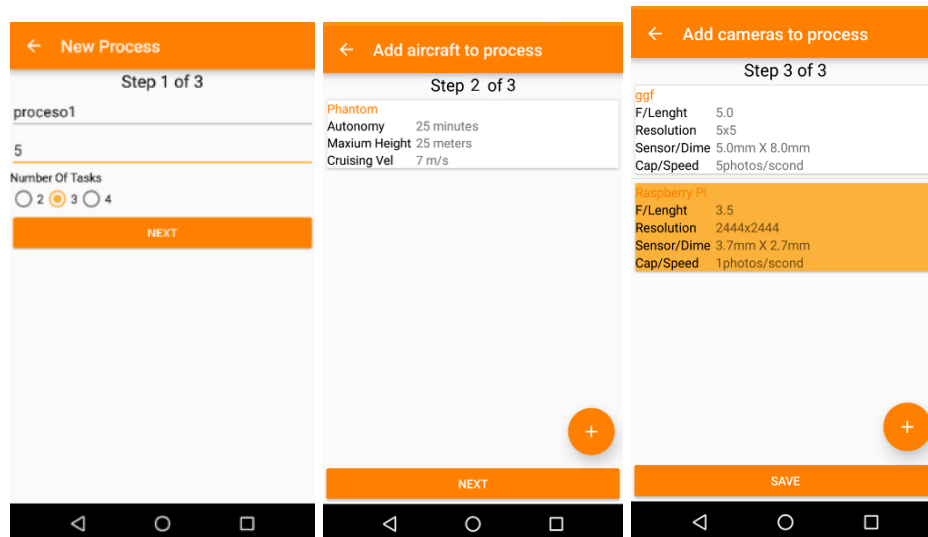 New Process
Step 1 of 3
proceso1
5
Number Of Tasks
2 3 4
NEXT
Add aircraft to process
Step 2 of 3
Phantom
Autonomy 25 minutes
Maxium Height 25 meters
Cruising Vel 7 m/s
+
NEXT
Add cameras to process
Step 3 of 3
ggf
F/Lenght 5.0
Resolution 5x5
Sensor/Dime 5.0mm X 8.0mm
Cap/Speed 5photos/scond
Raspberry Pi
F/Lenght 3.5
Resolution 2444x2444
Sensor/Dime 3.7mm X 2.7mm
Cap/Speed 1photos/scond
+
SAVE